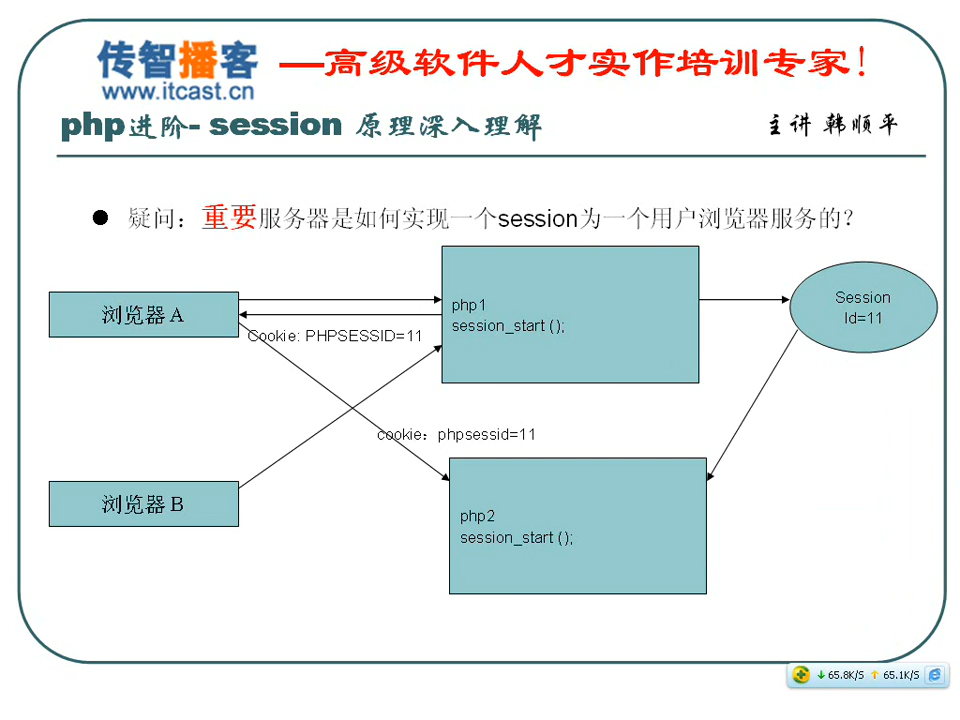 传智播客 —高级软件人才实作培训专家!
www.itcast.cn
php进阶- session 原理深入理解 主讲 韩顺平
● 疑问：重要服务器是如何实现一个session为一个用户浏览器服务的?
浏览器A
php1
session_start ();
Session
Id=11
Cookie: PHPSESSID=11
cookie：phpsessid=11
浏览器B
php2
session_start ();
65.8K/S 65.1K/S